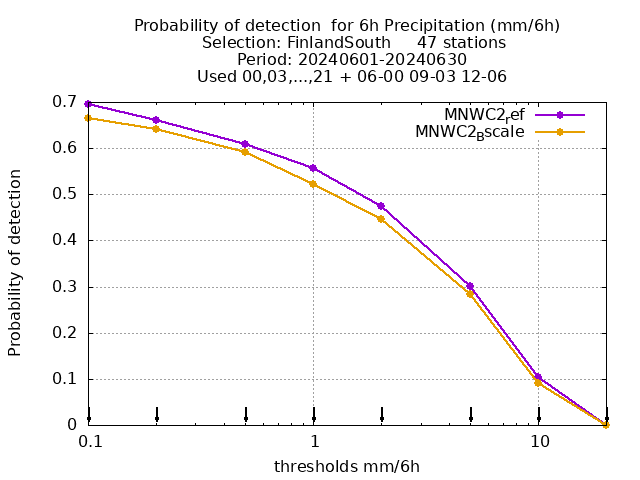 Probability of detection  for 6h Precipitation (mm/6h)
Selection: FinlandSouth     47 stations
Period: 20240601-20240630
Used 00,03,...,21 + 06-00 09-03 12-06
MNWC2ref
MNWC2Bscale
0.7
0.6
0.5
0.4
0.3
0.2
0.1
0
Probability of detection
0.1
1
10
thresholds mm/6h